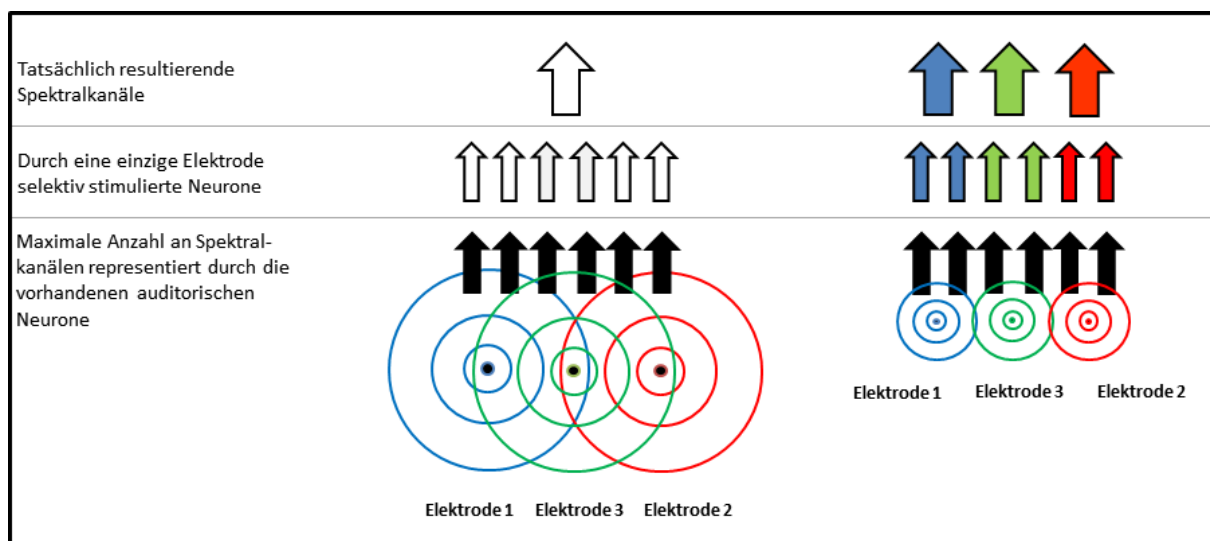 Tatsächlich resultierende
Spektralkanäle
Durch eine einzige Elektrode
selektiv stimulierte Neurone
Maximale Anzahl an Spektral-
kanälen representiert durch die
vorhandenen auditorischen
Neurone
Elektrode 1 Elektrode 3 Elektrode 2
Elektrode 1 Elektrode 3 Elektrode 2